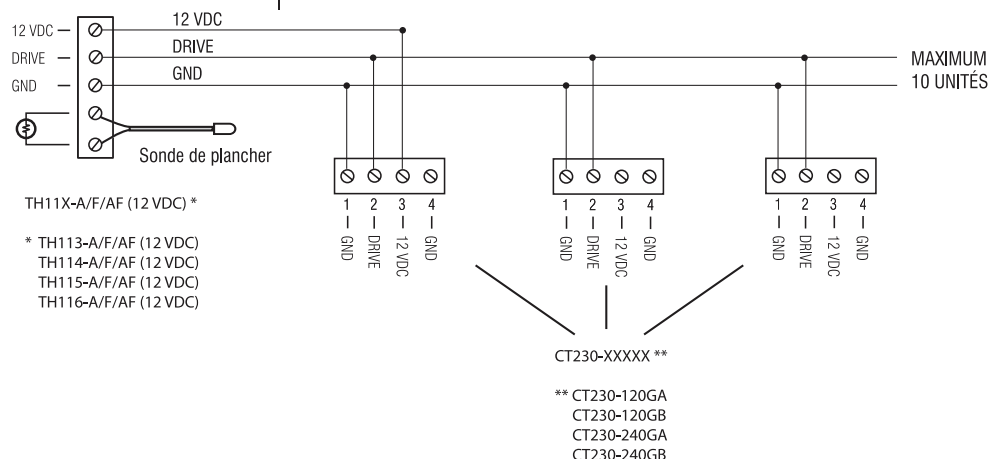 12 VDC
DRIVE
GND
12 VDC
DRIVE
GND
MAXIMUM
10 UNITÉS
Sonde de plancher
TH11X-A/F/AF (12 VDC) *
* TH113-A/F/AF (12 VDC)
TH114-A/F/AF (12 VDC)
TH115-A/F/AF (12 VDC)
TH116-A/F/AF (12 VDC)
1 2 3 4
GND DRIVE 12 VDC GND
1 2 3 4
GND DRIVE 12 VDC GND
1 2 3 4
GND DRIVE 12 VDC GND
CT230-XXXXX **
** CT230-120GA
CT230-120GB
CT230-240GA
CT230-240GB